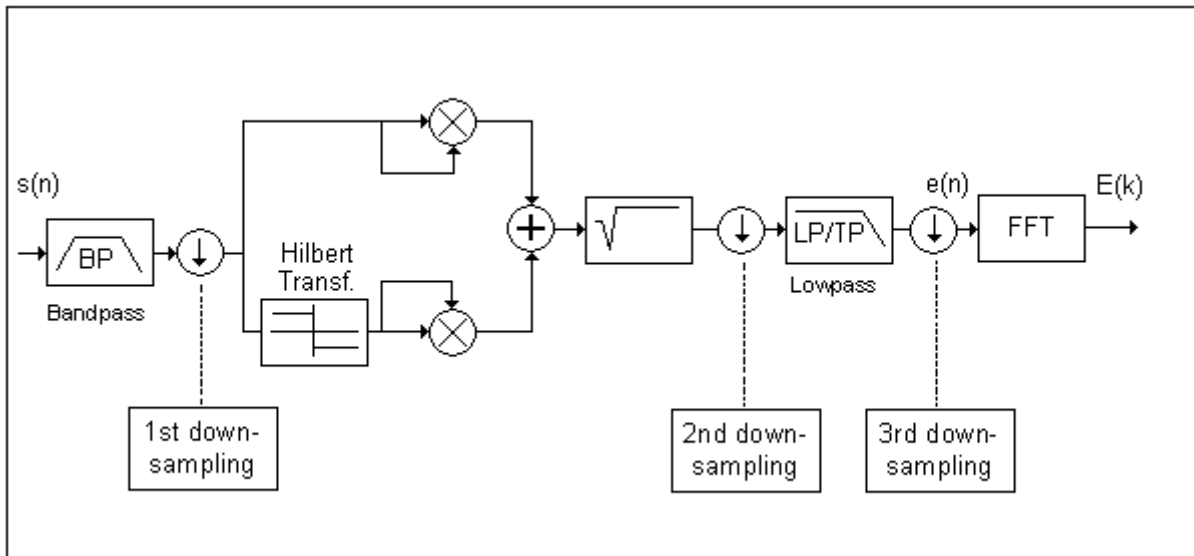 s(n)
BP
Bandpass
Hilbert
Transf.
LP/TP
Lowpass
e(n)
FFT
E(k)
1st down-
sampling
2nd down-
sampling
3rd down-
sampling